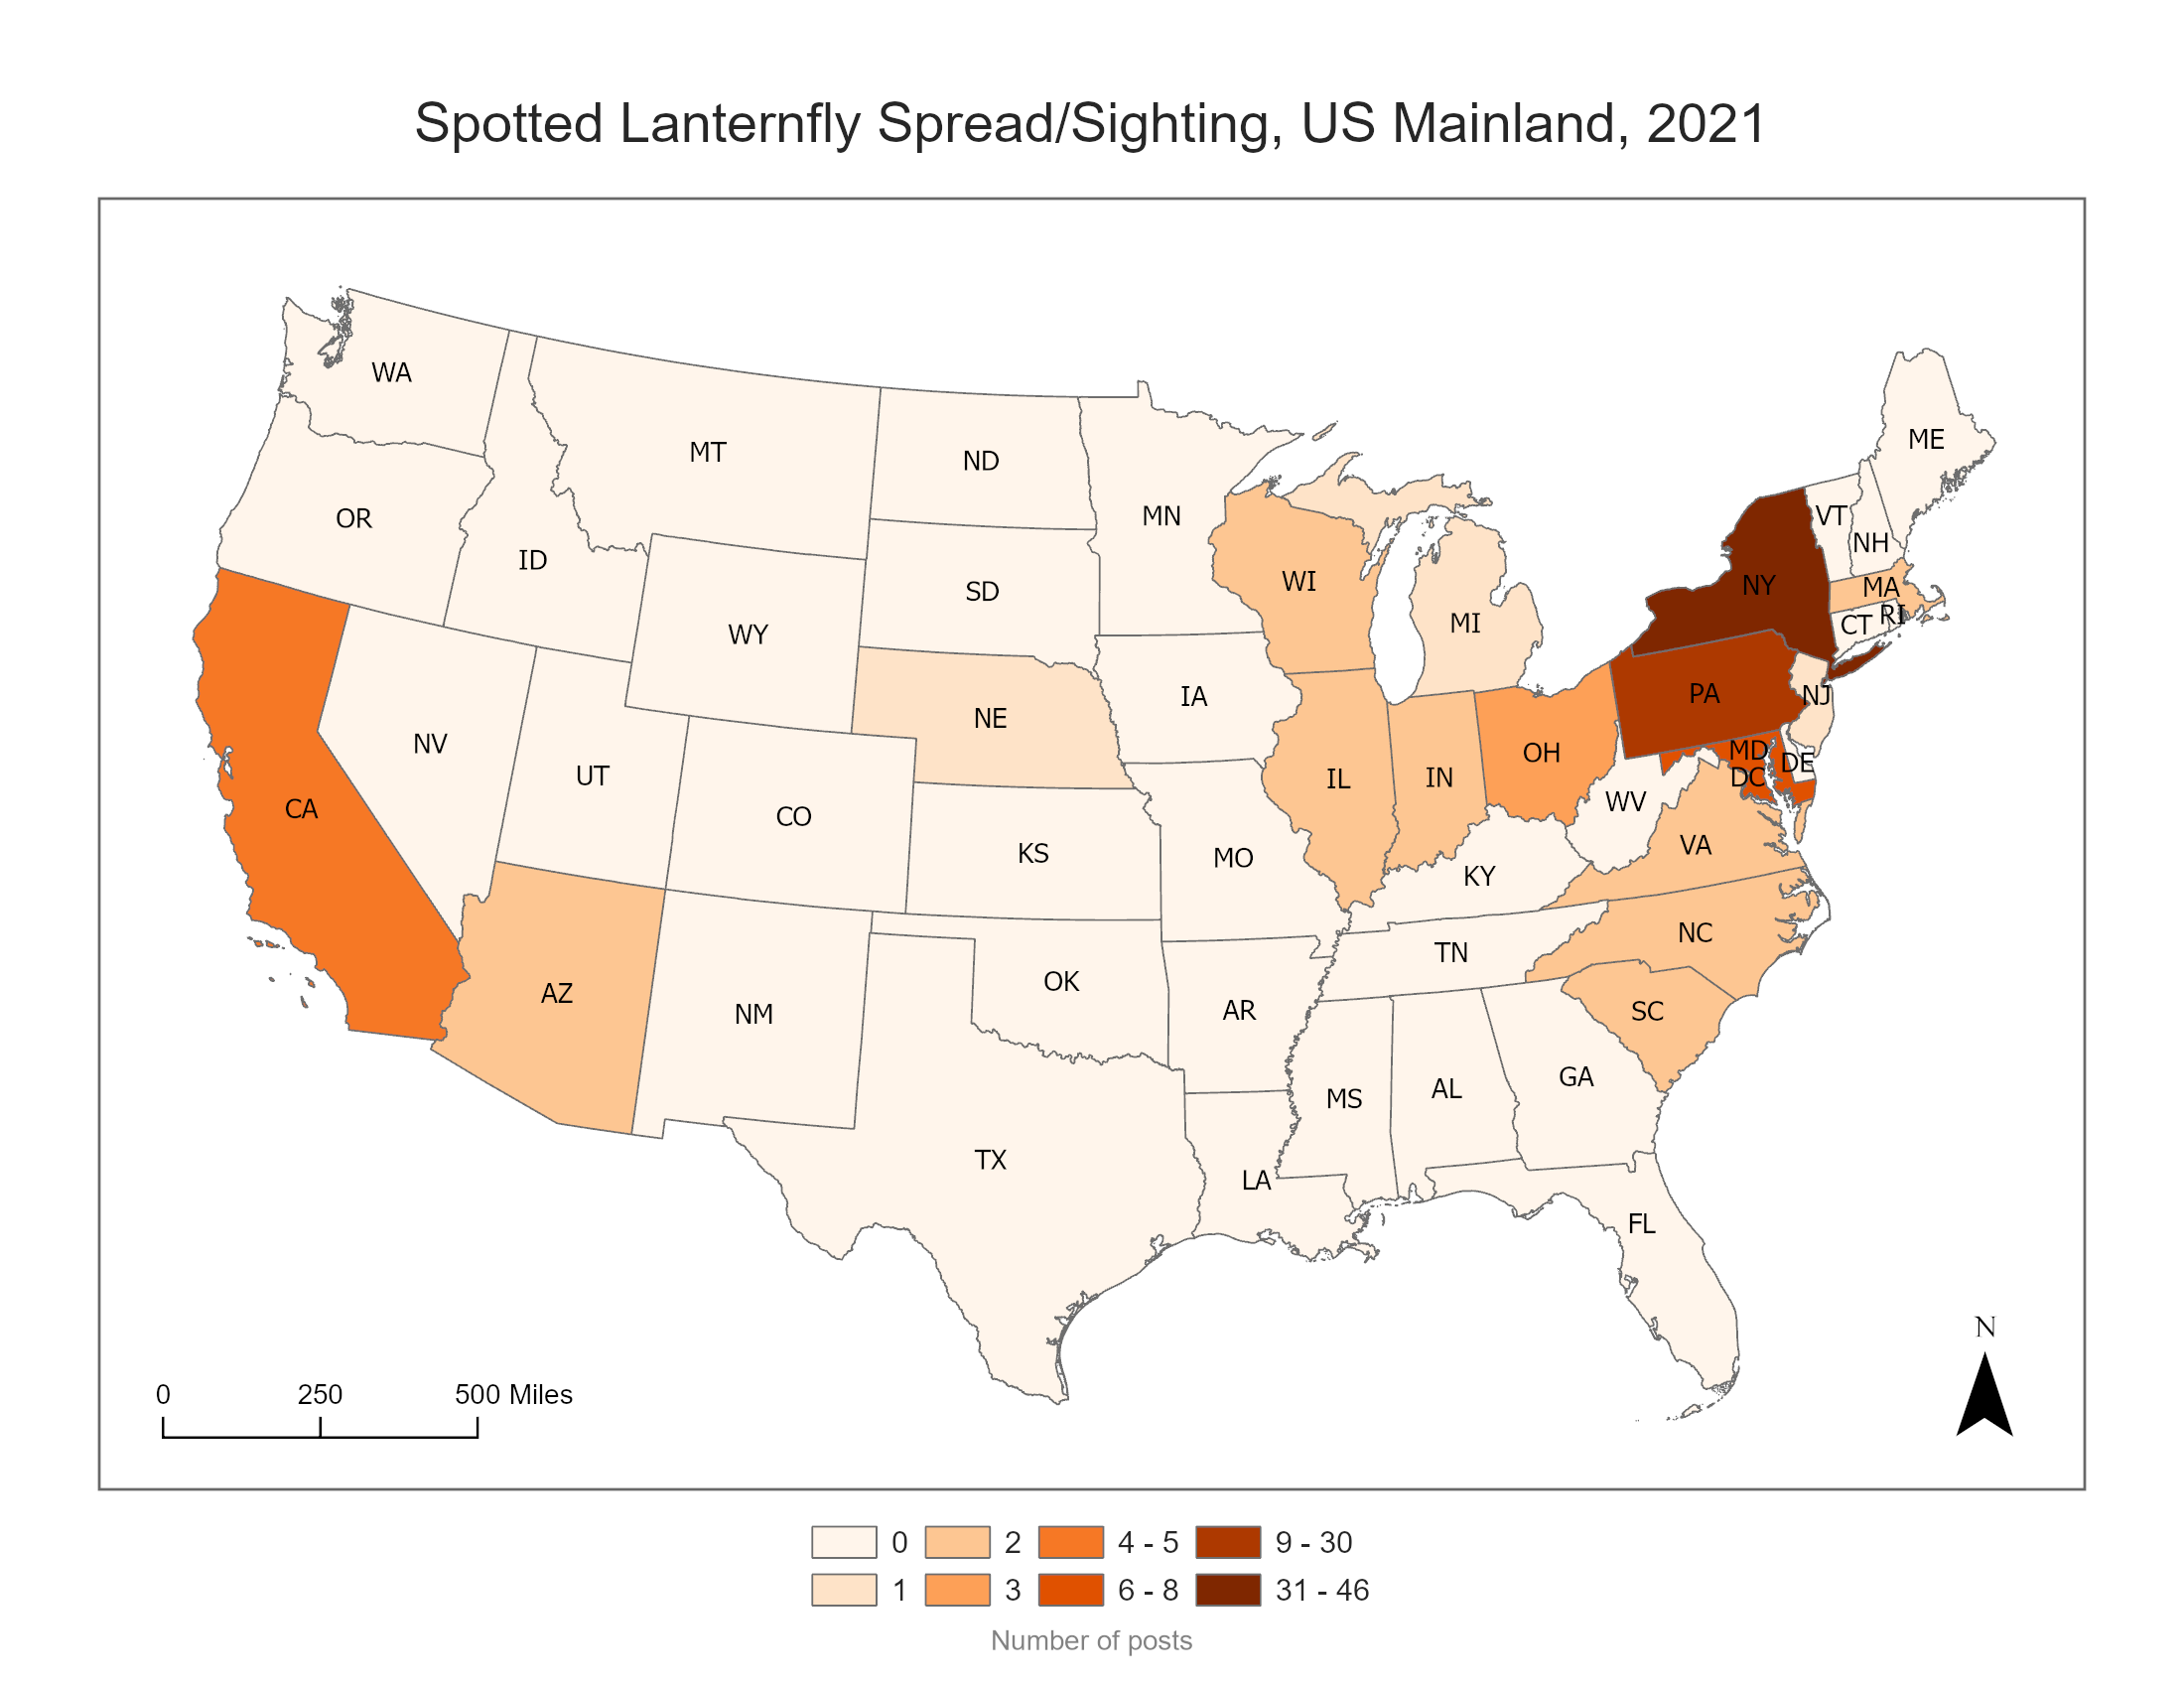 Spotted Lanternfly Spread/Sighting, US Mainland, 2021
WA
MT
ND
ME
OR
MN
VT
ID
NH
SD
WI
NY
MA
WY
MI
CT
RI
NE
IA
PA
NJ
NV
UT
OH
MD
DE
CA
CO
IL
IN
DC
WV
KS
MO
VA
KY
NC
TN
AZ
OK
NM
AR
SC
GA
MS
AL
TX
LA
FL
N
0 250 500 Miles
0 2 4 - 5 9 - 30
1 3 6 - 8 31 - 46
Number of posts